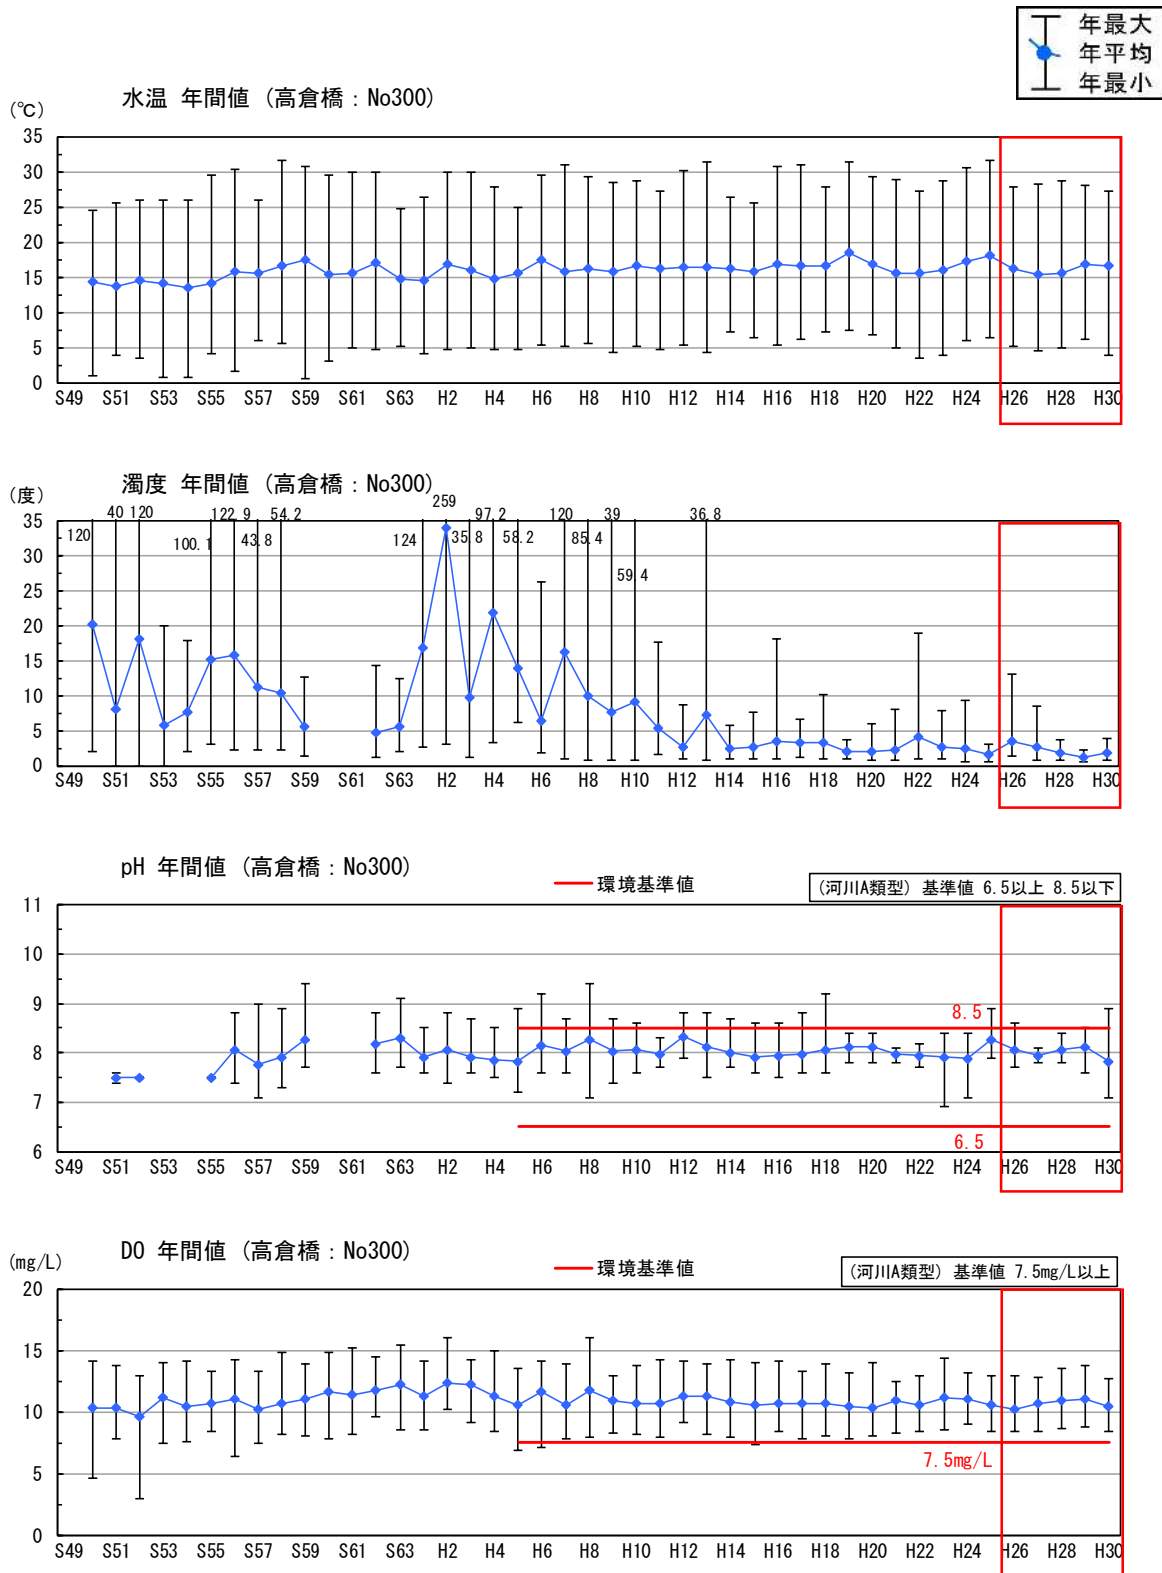 年最大
年平均
年最小
水温 年間値 (高倉橋：No300)
(℃)
35
30
25
20
15
10
5
0
S49 S51 S53 S55 S57 S59 S61 S63 H2 H4 H6 H8 H10 H12 H14 H16 H18 H20 H22 H24 H26 H28 H30
濁度 年間値 (高倉橋：No300)
(度)
40 120 122.9 54.2 259 97.2 120 39 36.8
120 100.1 43.8 124 35.8 58.2 85.4
59.4
35
30
25
20
15
10
5
0
S49 S51 S53 S55 S57 S59 S61 S63 H2 H4 H6 H8 H10 H12 H14 H16 H18 H20 H22 H24 H26 H28 H30
pH 年間値 (高倉橋：No300)
環境基準値
(河川A類型) 基準値 6.5以上 8.5以下
11
10
9
8.5
8
7
6.5
6
S49 S51 S53 S55 S57 S59 S61 S63 H2 H4 H6 H8 H10 H12 H14 H16 H18 H20 H22 H24 H26 H28 H30
DO 年間値 (高倉橋：No300)
(mg/L)
環境基準値
(河川A類型) 基準値 7.5mg/L以上
20
15
10
7.5mg/L
5
0
S49 S51 S53 S55 S57 S59 S61 S63 H2 H4 H6 H8 H10 H12 H14 H16 H18 H20 H22 H24 H26 H28 H30